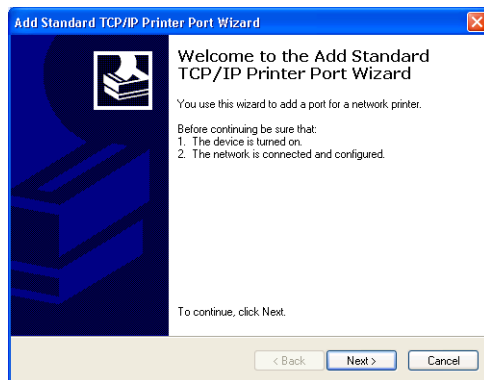 Add Standard TCP/IP Printer Port Wizard
Welcome to the Add Standard
TCP/IP Printer Port Wizard
You use this wizard to add a port for a network printer.
Before continuing be sure that:
1. The device is turned on.
2. The network is connected and configured.
To continue, click Next.
< Back Next > Cancel